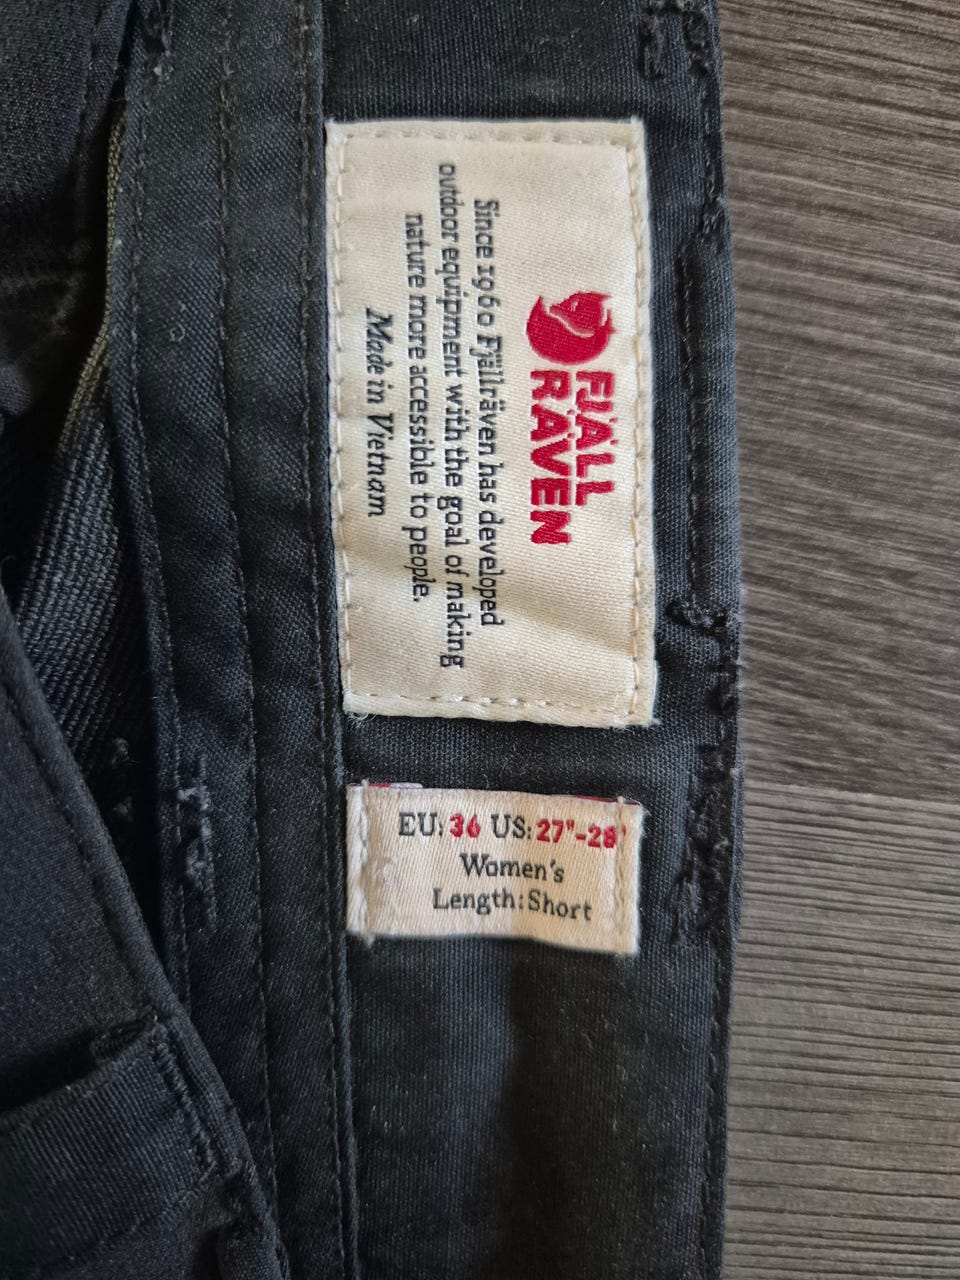 FJÄLL
RÄVEN
Since 1960 Fjällräven has developed
outdoor equipment with the goal of making
nature more accessible to people.
Made in Vietnam
EU: 36 US: 27"-28"
Women's
Length: Short